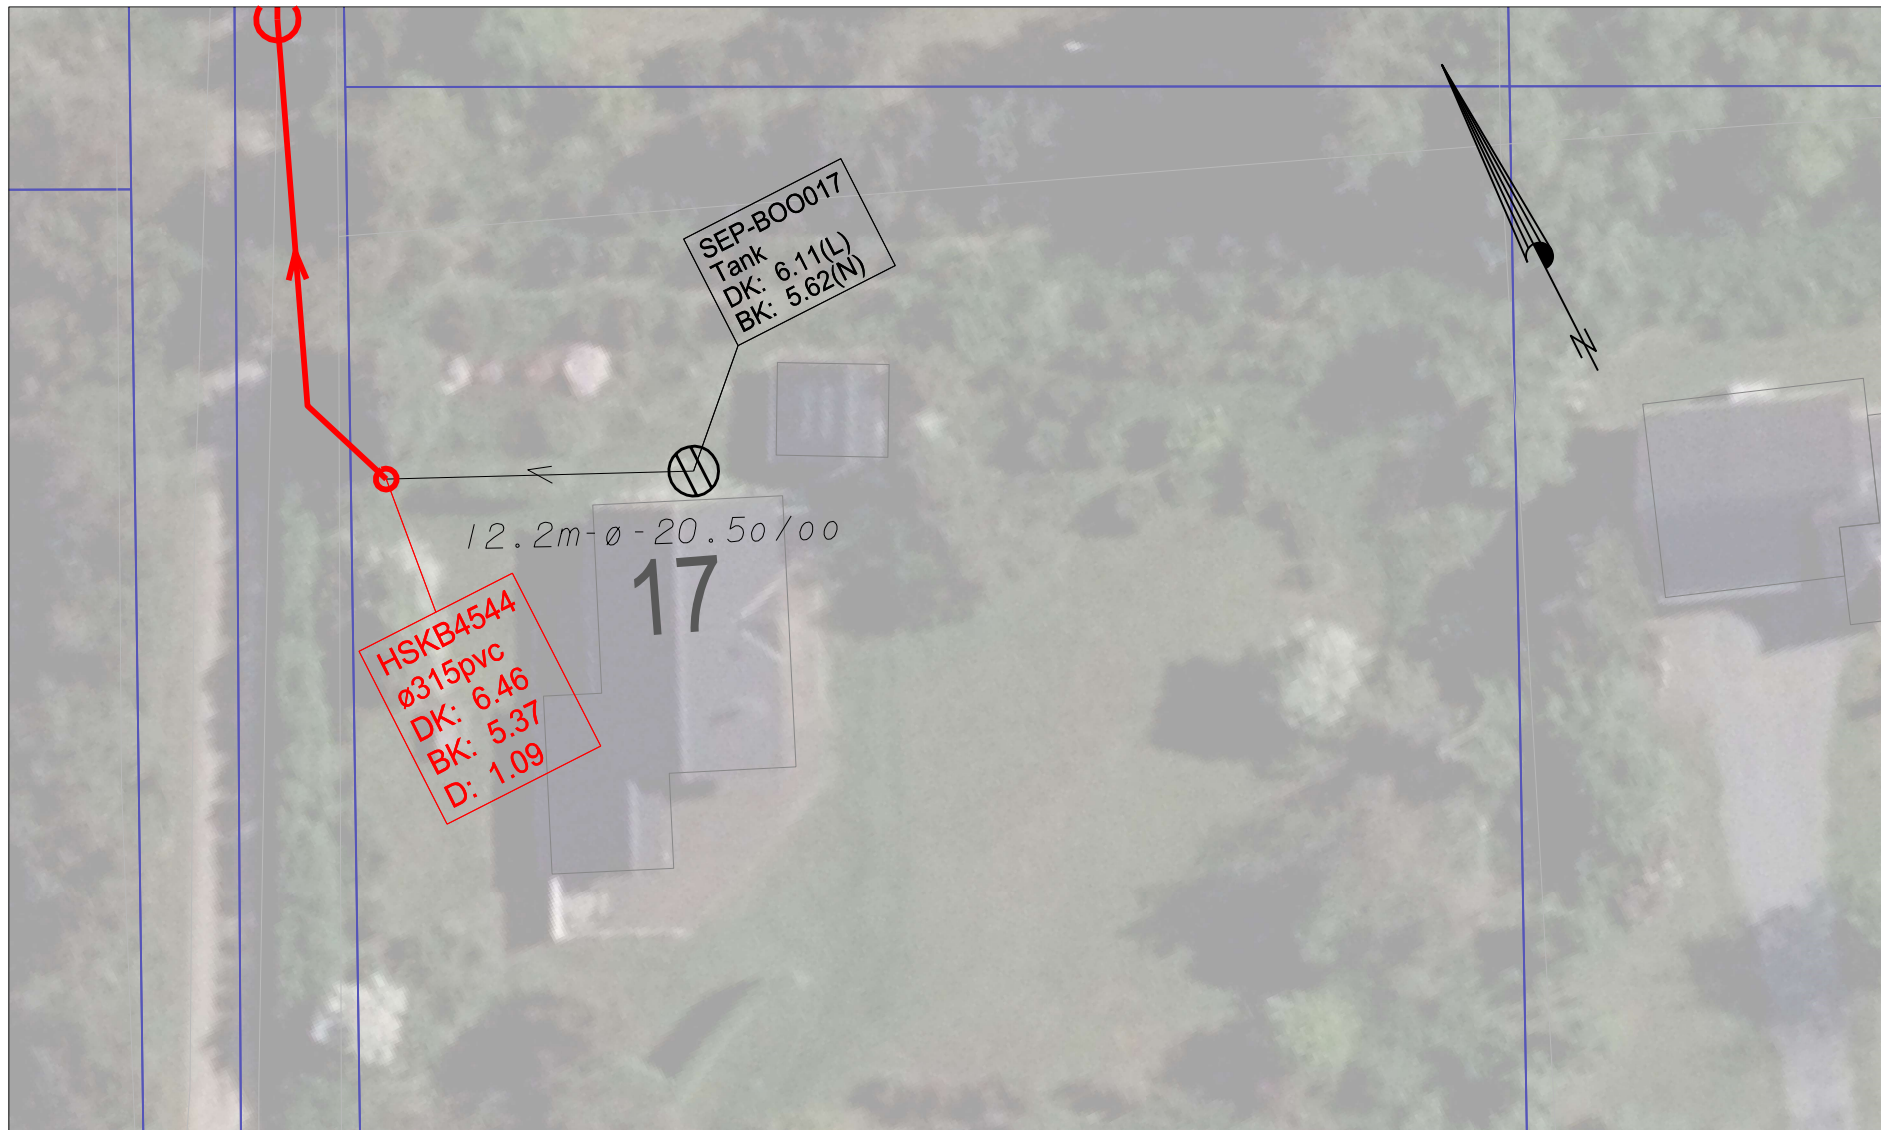 SEP-BOO017
Tank
DK: 6.11(L)
BK: 5.62(N)
N
12.2m-ø-20.5o/oo
17
HSKB4544
ø315pvc
DK: 6.46
BK: 5.37
D: 1.09